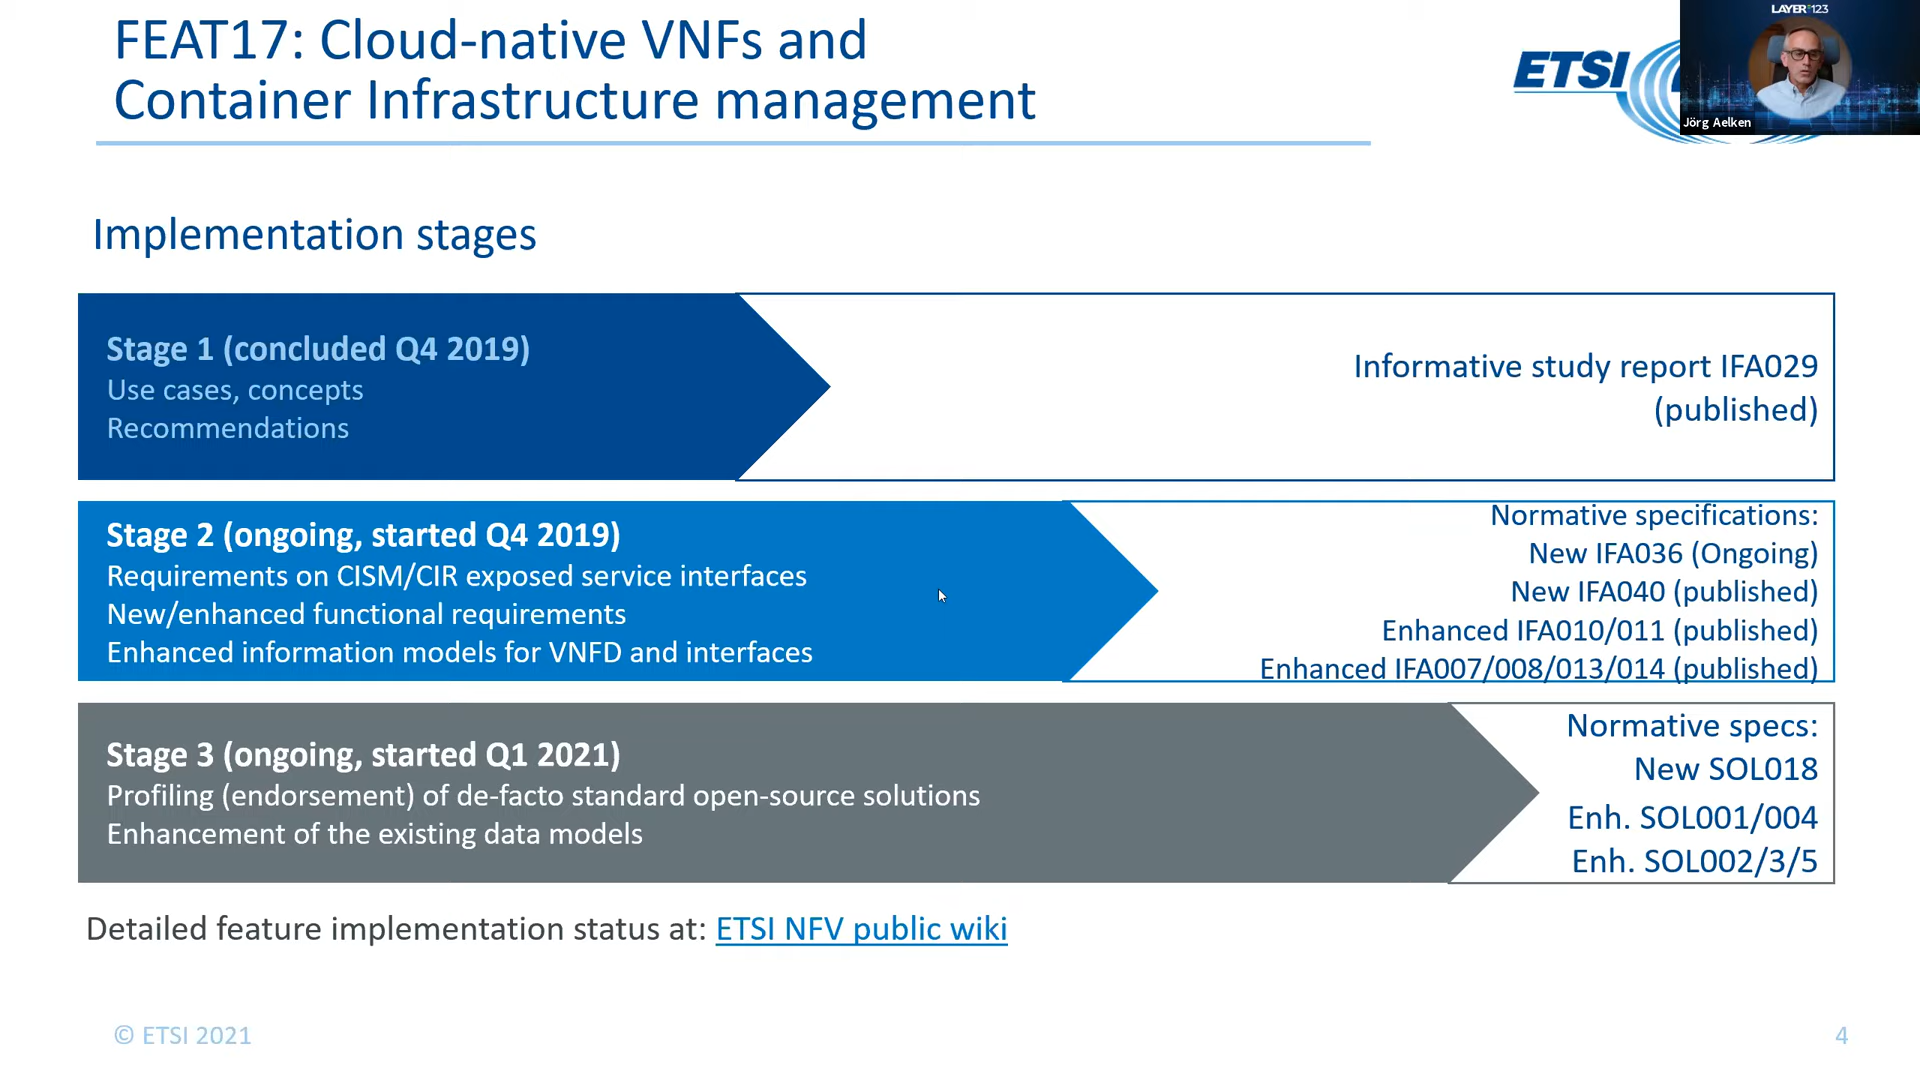 FEAT17: Cloud-native VNFs and
Container Infrastructure management
ETSI
LAYER123
Jörg Aelken
Implementation stages
Stage 1 (concluded Q4 2019)
Use cases, concepts
Recommendations
Informative study report IFA029
(published)
Stage 2 (ongoing, started Q4 2019)
Requirements on CISM/CIR exposed service interfaces
New/enhanced functional requirements
Enhanced information models for VNFD and interfaces
Normative specifications:
New IFA036 (Ongoing)
New IFA040 (published)
Enhanced IFA010/011 (published)
Enhanced IFA007/008/013/014 (published)
Stage 3 (ongoing, started Q1 2021)
Profiling (endorsement) of de-facto standard open-source solutions
Enhancement of the existing data models
Normative specs:
New SOL018
Enh. SOL001/004
Enh. SOL002/3/5
Detailed feature implementation status at: ETSI NFV public wiki
© ETSI 2021
4